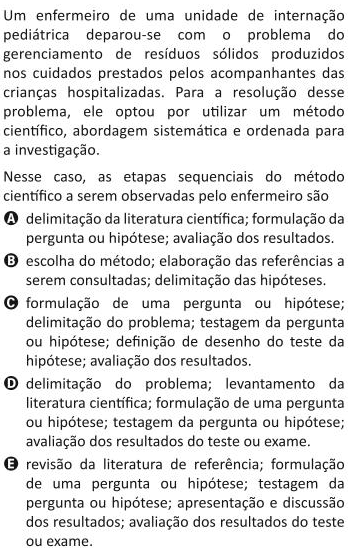 Um enfermeiro de uma unidade de internação
pediátrica deparou-se com o problema do
gerenciamento de resíduos sólidos produzidos
nos cuidados prestados pelos acompanhantes das
crianças hospitalizadas. Para a resolução desse
problema, ele optou por utilizar um método
científico, abordagem sistemática e ordenada para
a investigação.
Nesse caso, as etapas sequenciais do método
científico a serem observadas pelo enfermeiro são
A delimitação da literatura científica; formulação da
pergunta ou hipótese; avaliação dos resultados.
B escolha do método; elaboração das referências a
serem consultadas; delimitação das hipóteses.
C formulação de uma pergunta ou hipótese;
delimitação do problema; testagem da pergunta
ou hipótese; definição de desenho do teste da
hipótese; avaliação dos resultados.
D delimitação do problema; levantamento da
literatura científica; formulação de uma pergunta
ou hipótese; testagem da pergunta ou hipótese;
avaliação dos resultados do teste ou exame.
E revisão da literatura de referência; formulação
de uma pergunta ou hipótese; testagem da
pergunta ou hipótese; apresentação e discussão
dos resultados; avaliação dos resultados do teste
ou exame.